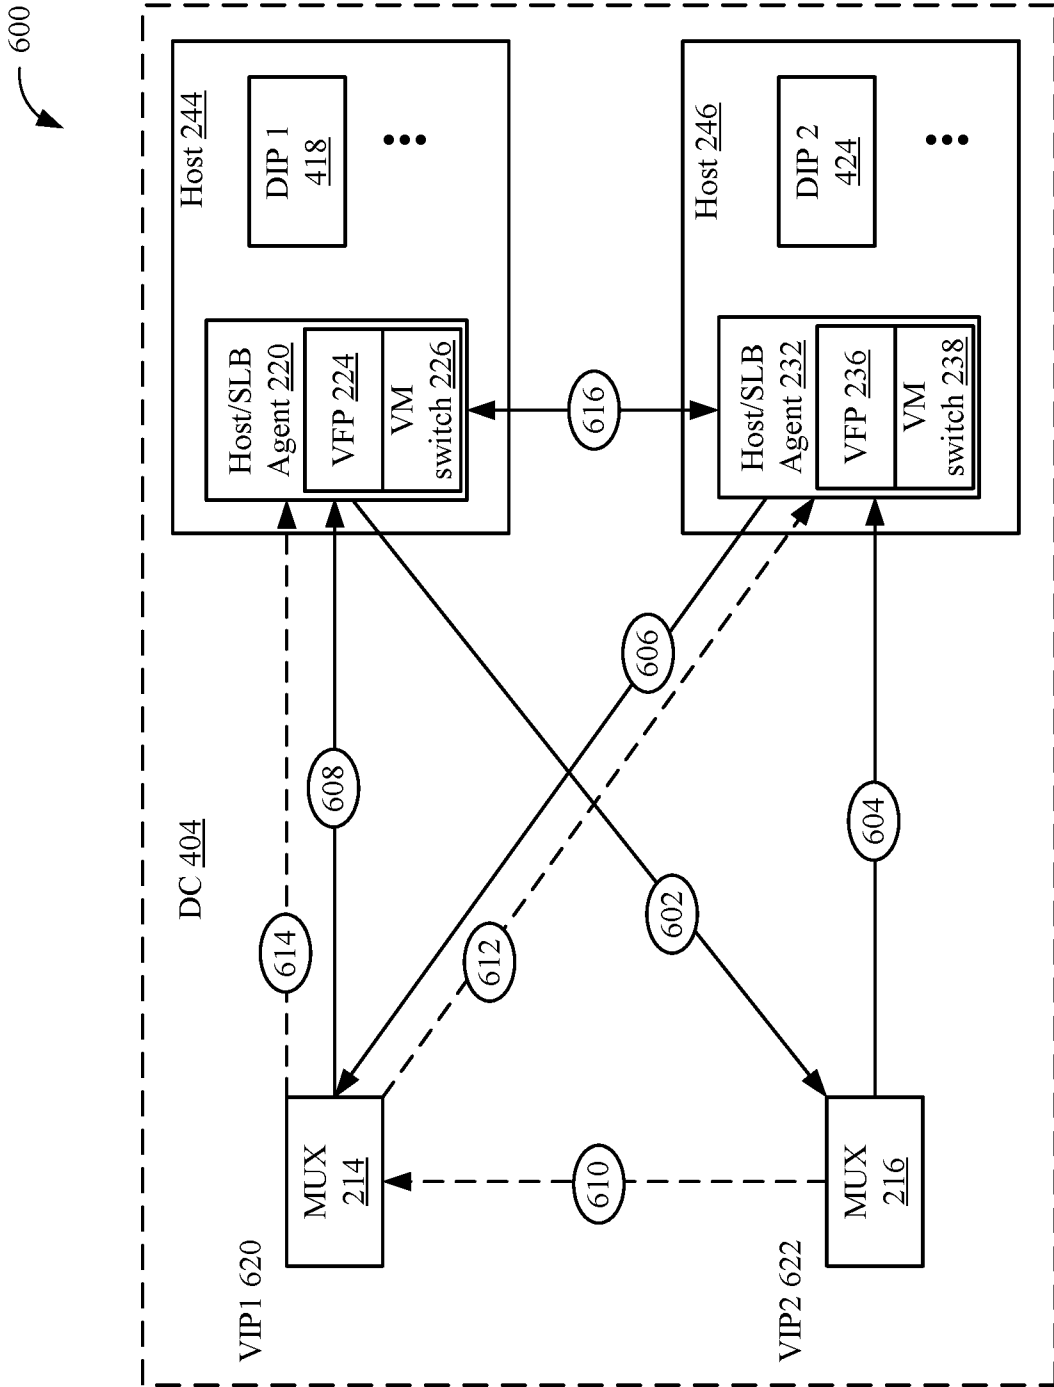 600
DC 404
Host 244
DIP 1
418
Host/SLB
Agent 220
VFP 224
VM
switch 226
Host 246
DIP 2
424
Host/SLB
Agent 232
VFP 236
VM
switch 238
616
614
608
606
612
602
604
610
VIP1 620
MUX
214
VIP2 622
MUX
216